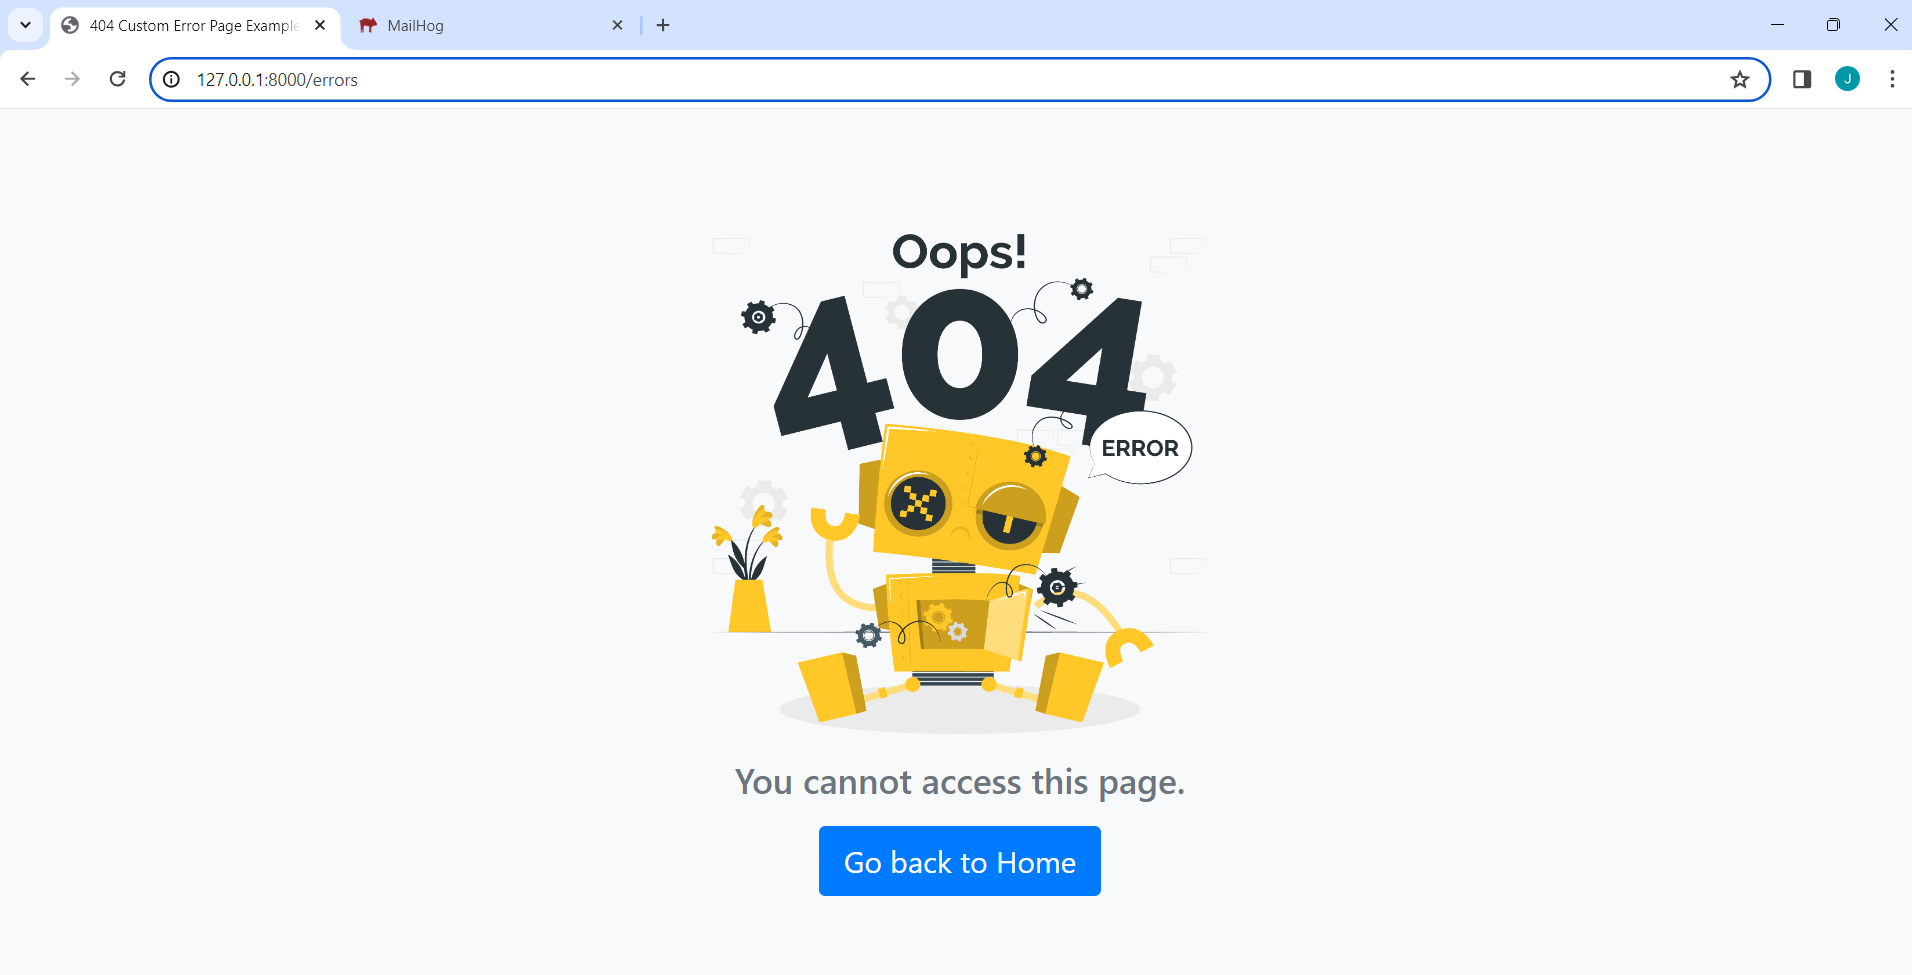 404 Custom Error Page Example
MailHog
127.0.0.1:8000/errors
J
Oops!
404
ERROR
You cannot access this page.
Go back to Home